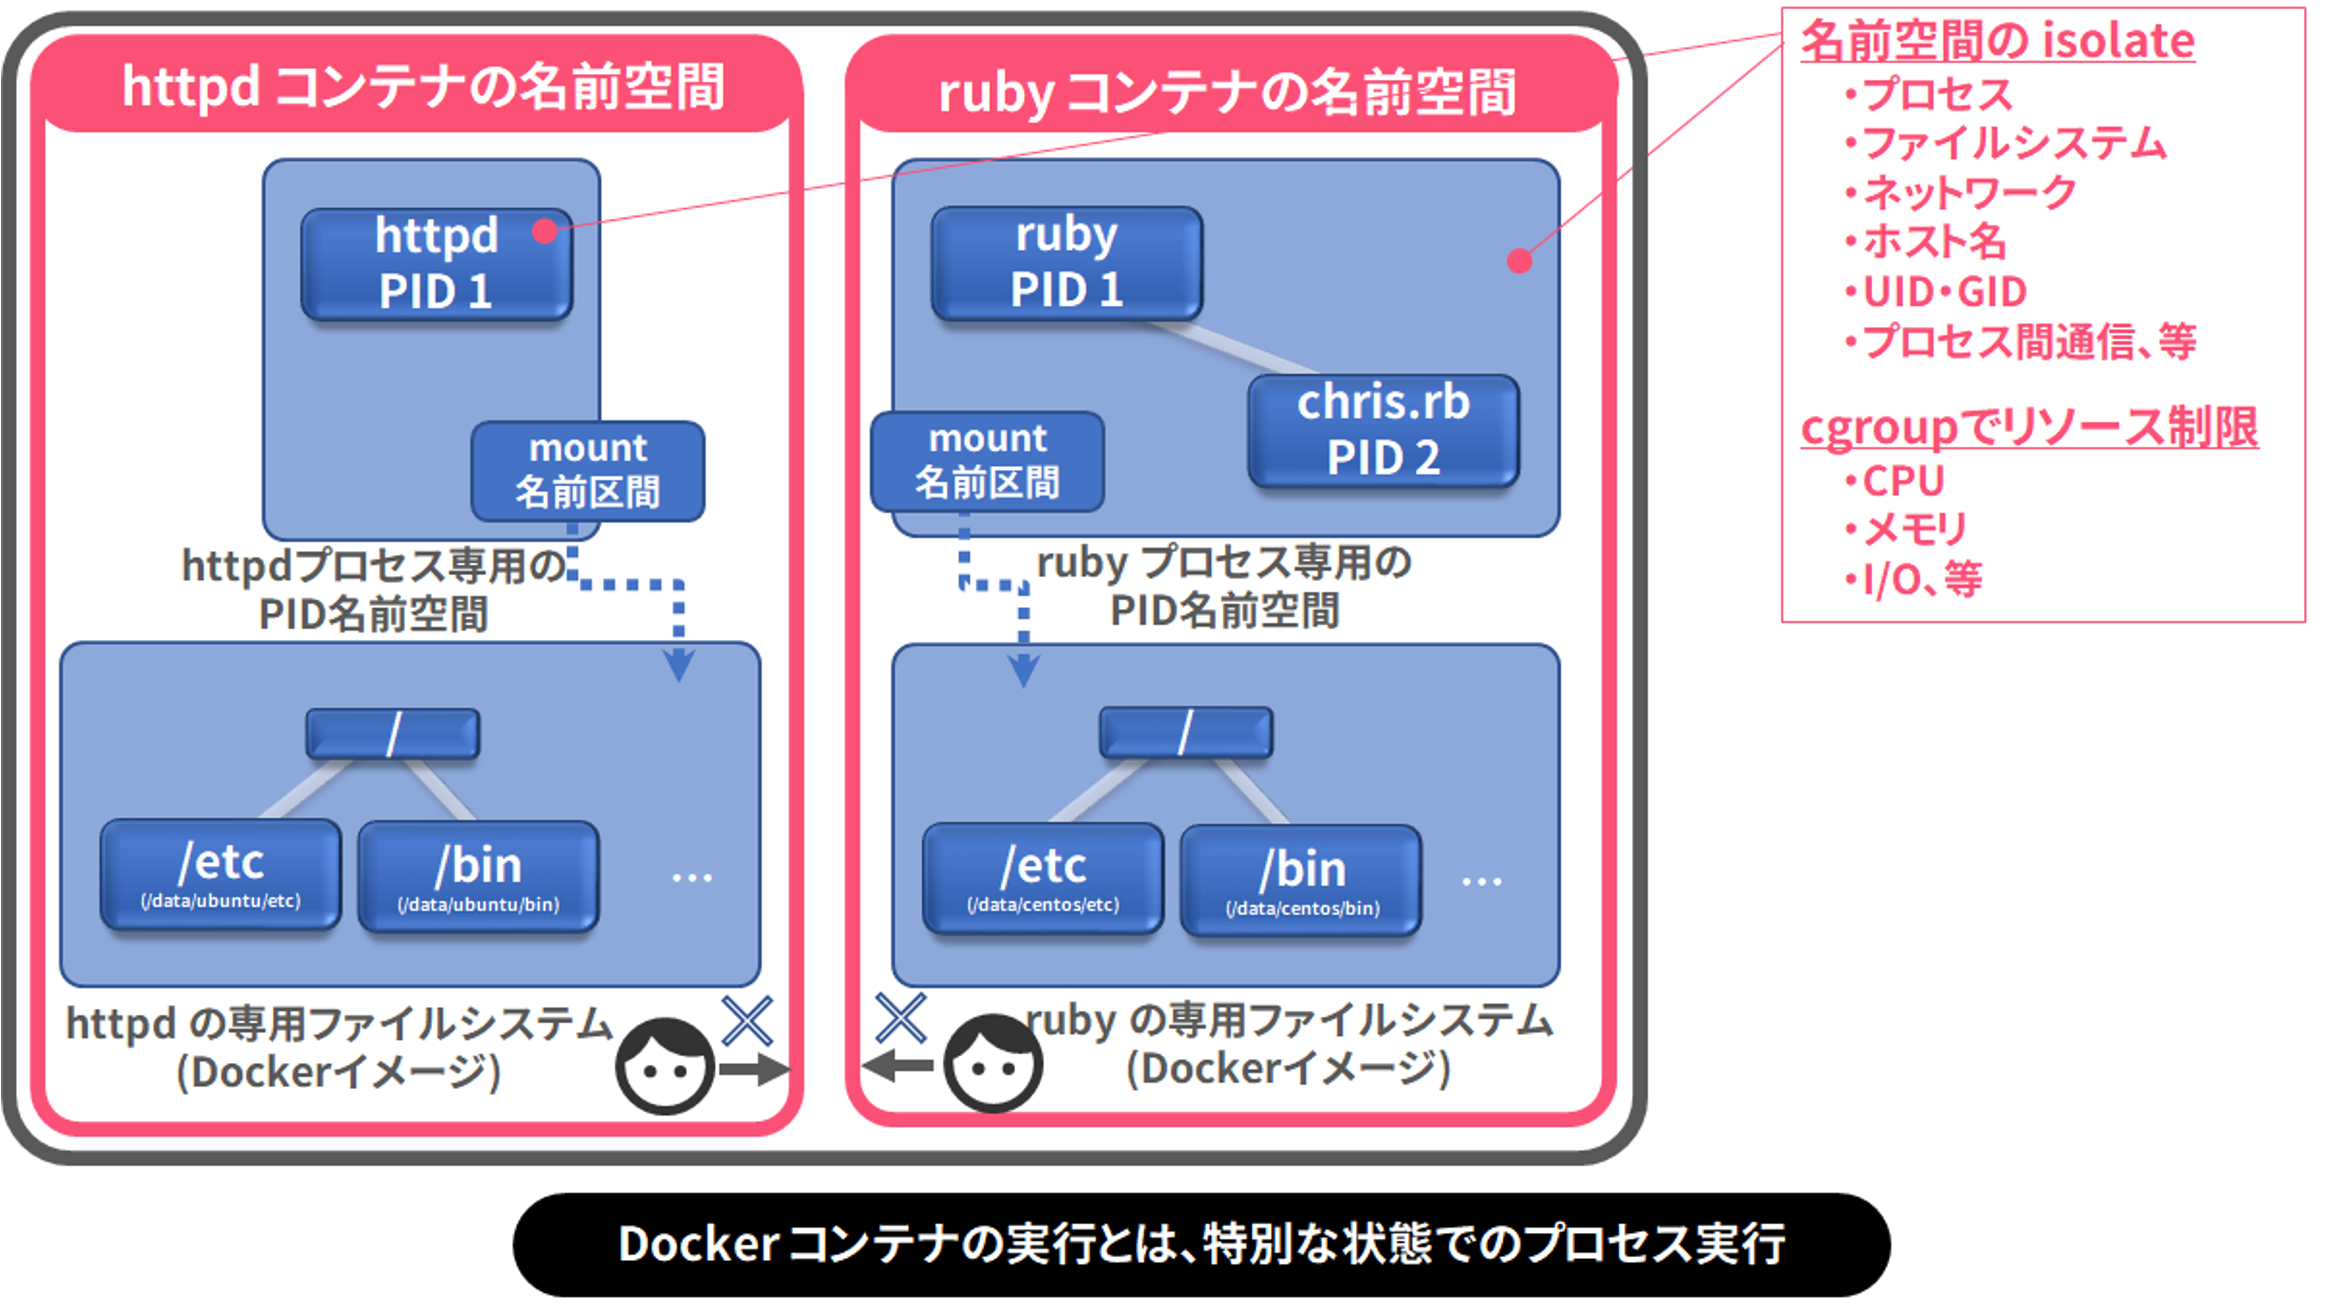 httpd コンテナの名前空間
httpd
PID 1
mount
名前区間
httpdプロセス専用の
PID名前空間
/
/etc
(/data/ubuntu/etc)
/bin
(/data/ubuntu/bin)
…
httpd の専用ファイルシステム
(Dockerイメージ)
ruby コンテナの名前空間
ruby
PID 1
chris.rb
PID 2
mount
名前区間
ruby プロセス専用の
PID名前空間
/
/etc
(/data/centos/etc)
/bin
(/data/centos/bin)
…
ruby の専用ファイルシステム
(Dockerイメージ)
名前空間の isolate
・プロセス
・ファイルシステム
・ネットワーク
・ホスト名
・UID・GID
・プロセス間通信、等
cgroupでリソース制限
・CPU
・メモリ
・I/O、等
Docker コンテナの実行とは、特別な状態でのプロセス実行